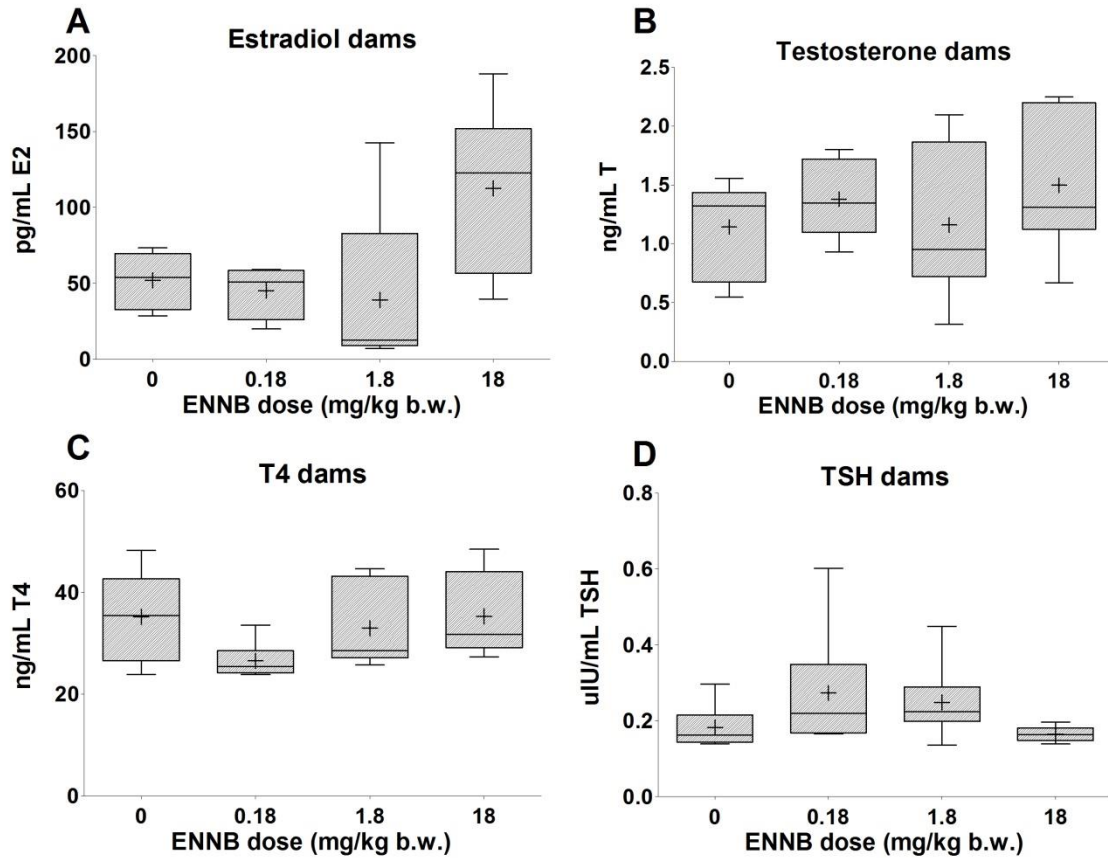 A
Estradiol dams
pg/mL E2
200
150
100
50
0
0 0.18 1.8 18
ENNB dose (mg/kg b.w.)
B
Testosterone dams
ng/mL T
2.5
2.0
1.5
1.0
0.5
0.0
0 0.18 1.8 18
ENNB dose (mg/kg b.w.)
C
T4 dams
ng/mL T4
60
40
20
0
0 0.18 1.8 18
ENNB dose (mg/kg b.w.)
D
TSH dams
uIU/mL TSH
0.8
0.6
0.4
0.2
0.0
0 0.18 1.8 18
ENNB dose (mg/kg b.w.)